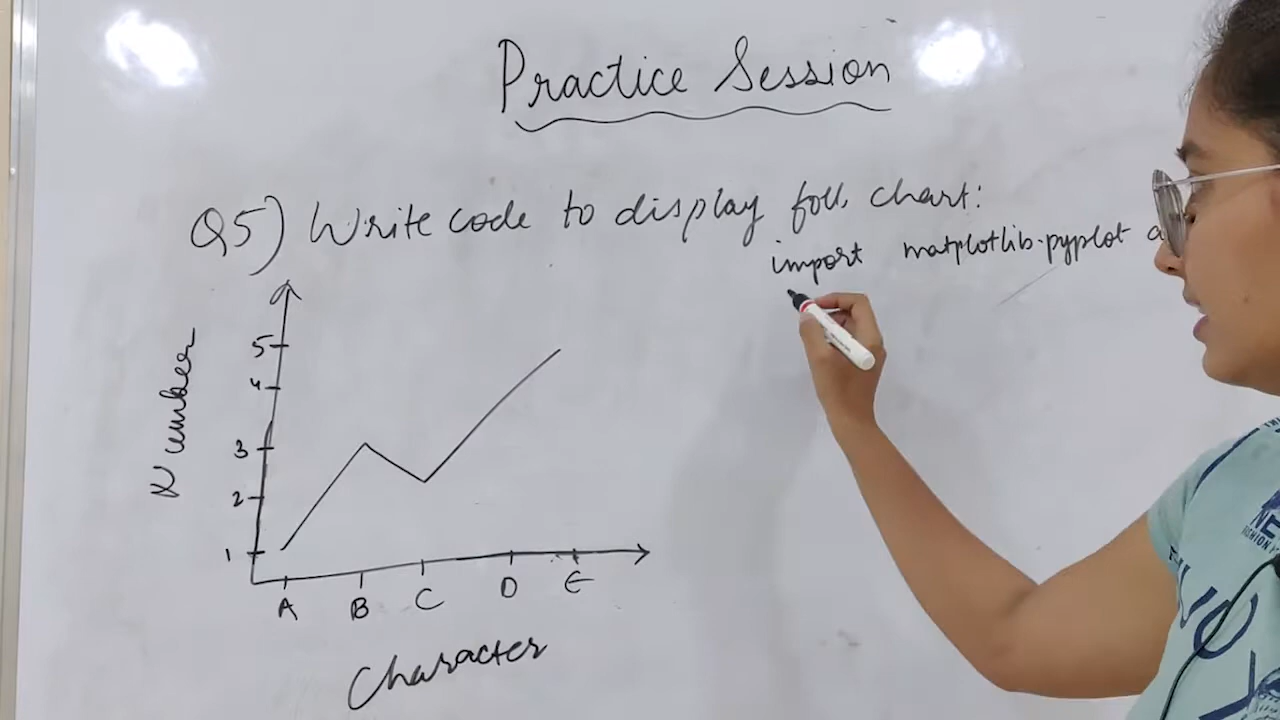 Practice Session
Q5) Write code to display foll. chart:
import matplotlib.pyplot a
Number
5
4
3
2
1
A B C D E
Character